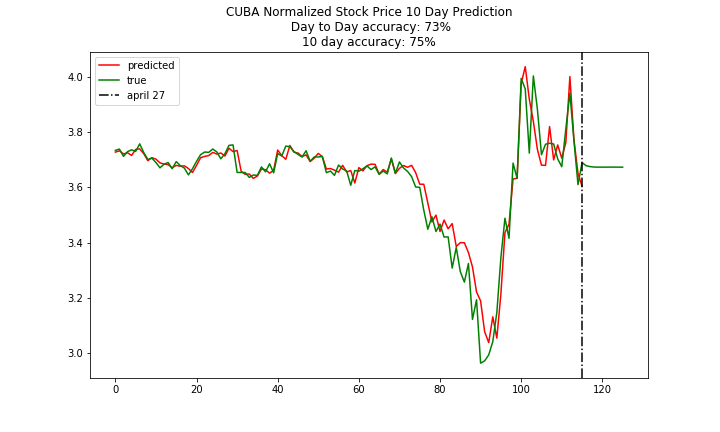 CUBA Normalized Stock Price 10 Day Prediction
Day to Day accuracy: 73%
10 day accuracy: 75%
predicted
true
april 27
4.0
3.8
3.6
3.4
3.2
3.0
0 20 40 60 80 100 120